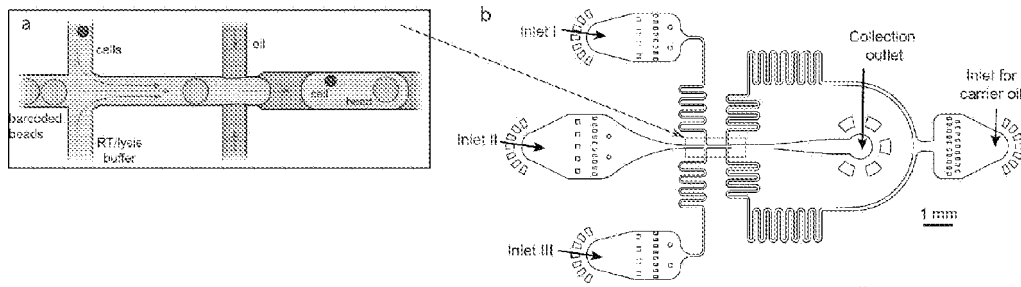 a
cells
oil
cell
bead
barcoded
beads
RT/lysis
buffer
b
Inlet I
Inlet II
Inlet III
Collection
outlet
Inlet for
carrier oil
1 mm